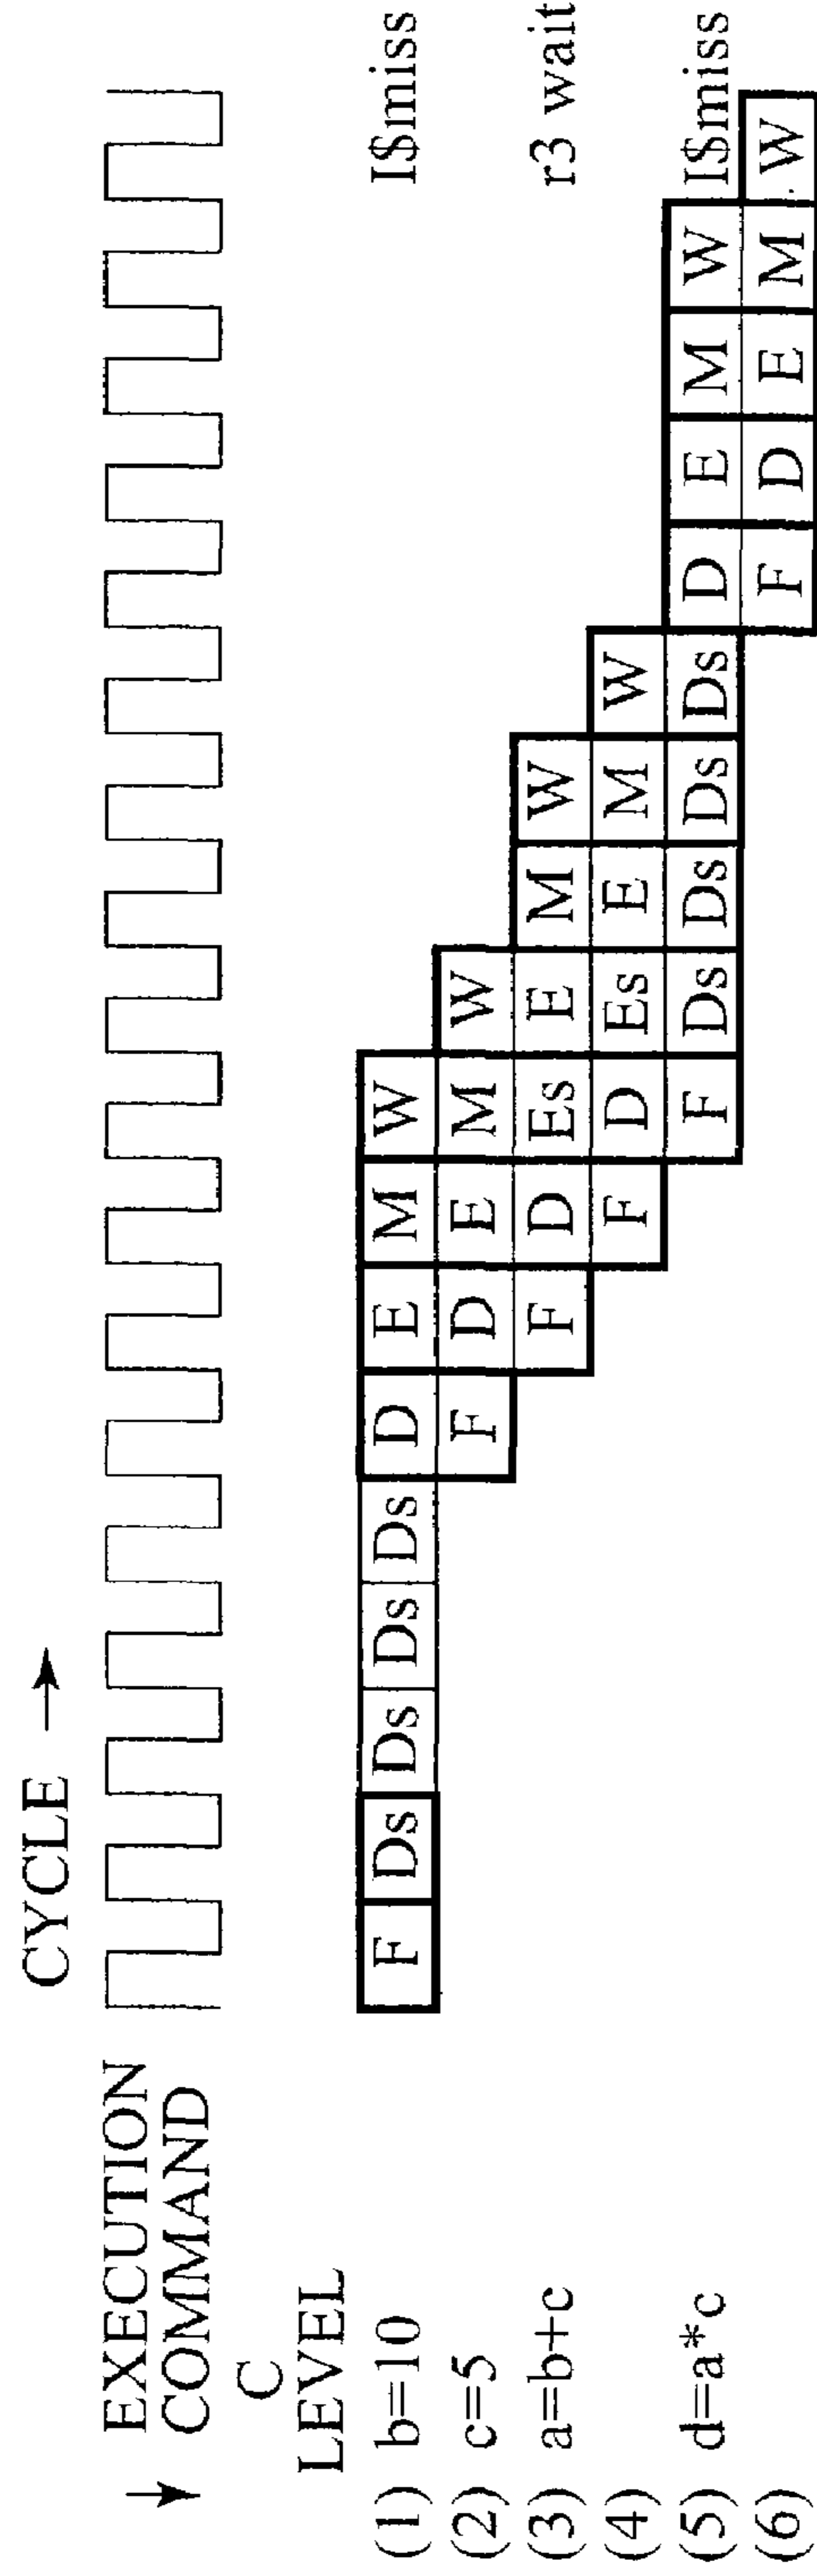 CYCLE →
↓ EXECUTION
COMMAND
C
LEVEL
(1) b=10 F Ds Ds Ds Ds D E M W I$miss
(2) c=5 F D E M W
(3) a=b+c F D Es E M W r3 wait
(4) F D Es E M W
(5) d=a*c F Ds Ds Ds Ds D E M W I$miss
(6) F D E M W